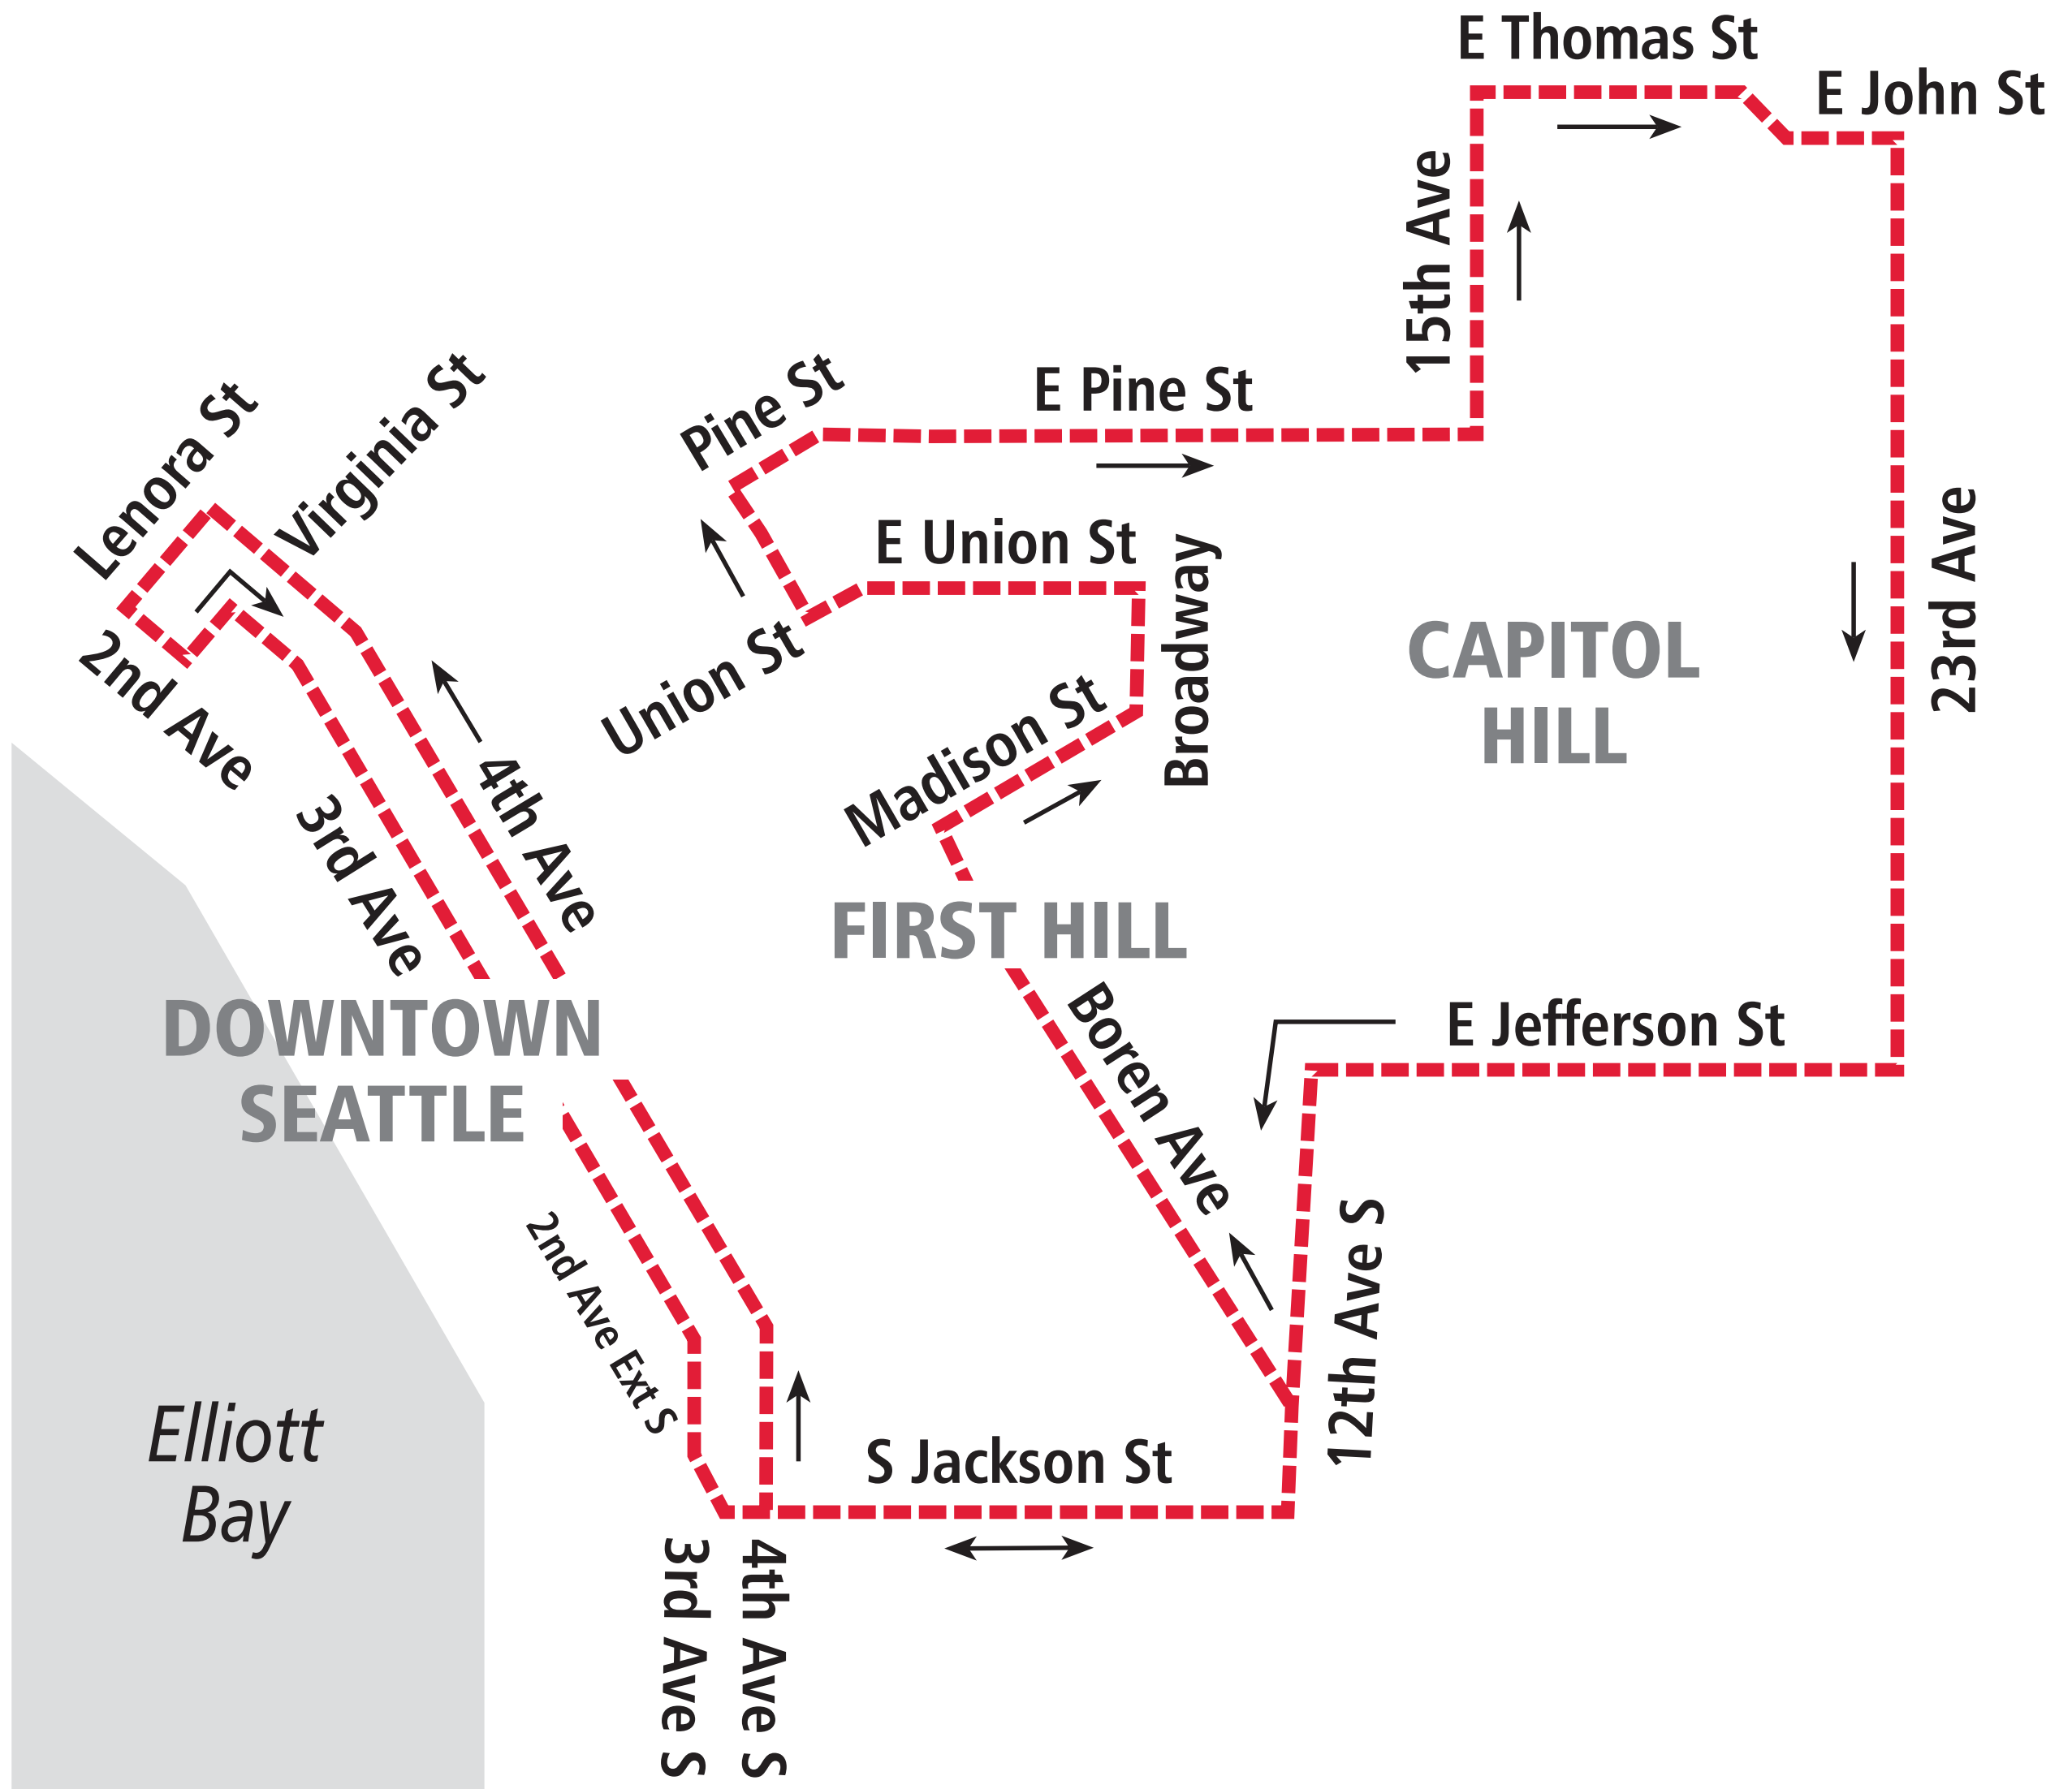 E Thomas St
E John St
15th Ave
E Pine St
Pine St
Lenora St
Virginia St
E Union St
Union St
Broadway
23rd Ave
2nd Ave
CAPITOL
HILL
Madison St
4th Ave
3rd Ave
FIRST HILL
DOWNTOWN
SEATTLE
Boren Ave
E Jefferson St
2nd Ave Ext S
12th Ave S
Elliott
Bay
S Jackson St
3rd Ave S
4th Ave S